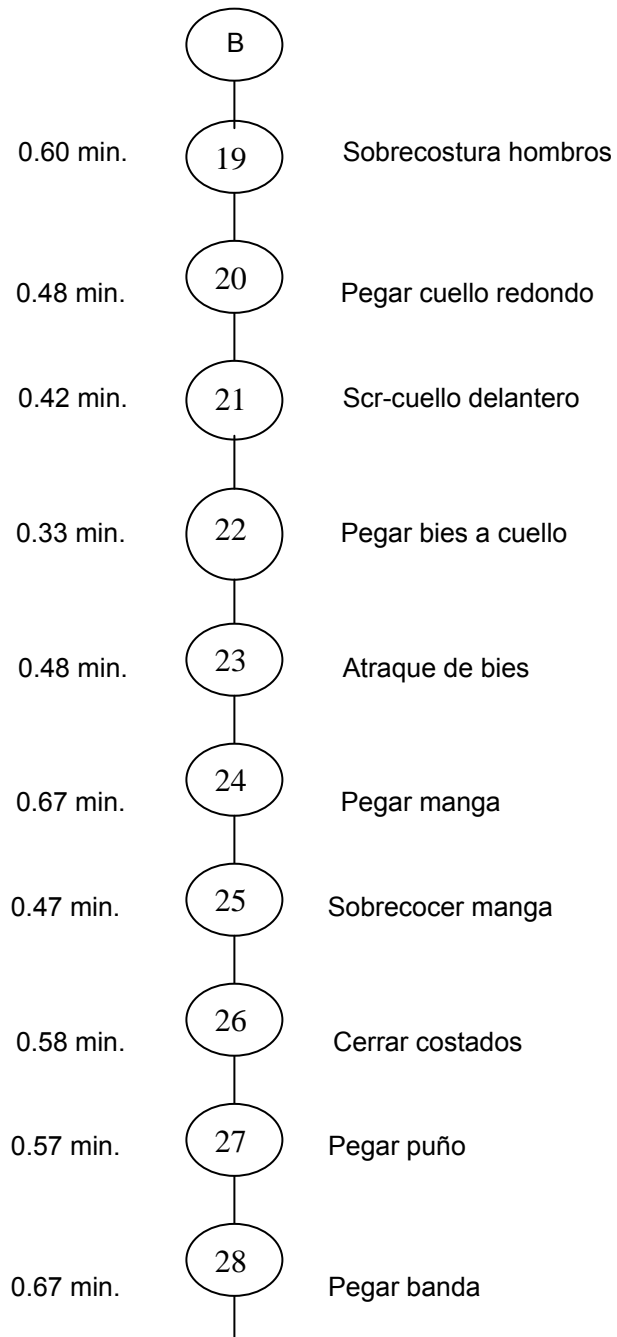 B
0.60 min. 19 Sobrecostura hombros
0.48 min. 20 Pegar cuello redondo
0.42 min. 21 Scr-cuello delantero
0.33 min. 22 Pegar bies a cuello
0.48 min. 23 Atraque de bies
0.67 min. 24 Pegar manga
0.47 min. 25 Sobrecocer manga
0.58 min. 26 Cerrar costados
0.57 min. 27 Pegar puño
0.67 min. 28 Pegar banda